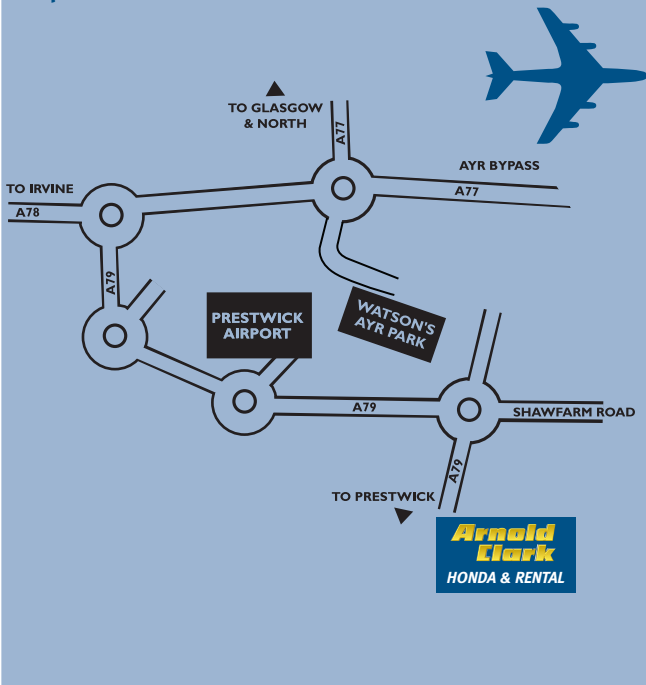 TO GLASGOW
& NORTH
A77
AYR BYPASS
A77
TO IRVINE
A78
A79
PRESTWICK
AIRPORT
WATSON'S
AYR PARK
A79
SHAWFARM ROAD
A79
TO PRESTWICK
Arnold
Clark
HONDA & RENTAL